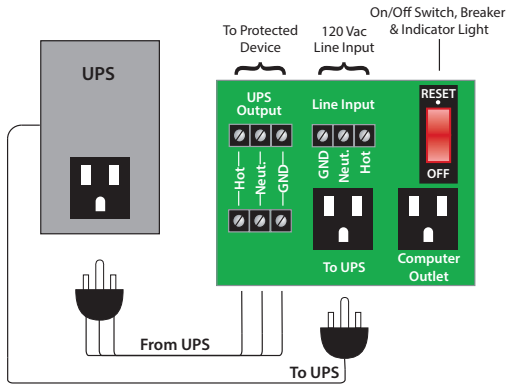 On/Off Switch, Breaker
& Indicator Light
To Protected
Device
120 Vac
Line Input
UPS
UPS
Output
Line Input
RESET
OFF
Hot
Neut.
GND
GND
Neut.
Hot
To UPS
Computer
Outlet
From UPS
To UPS